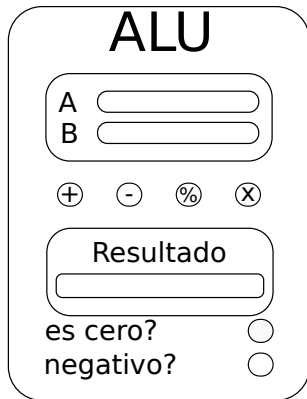 ALU
A
B
+ - % X
Resultado
es cero?
negativo?